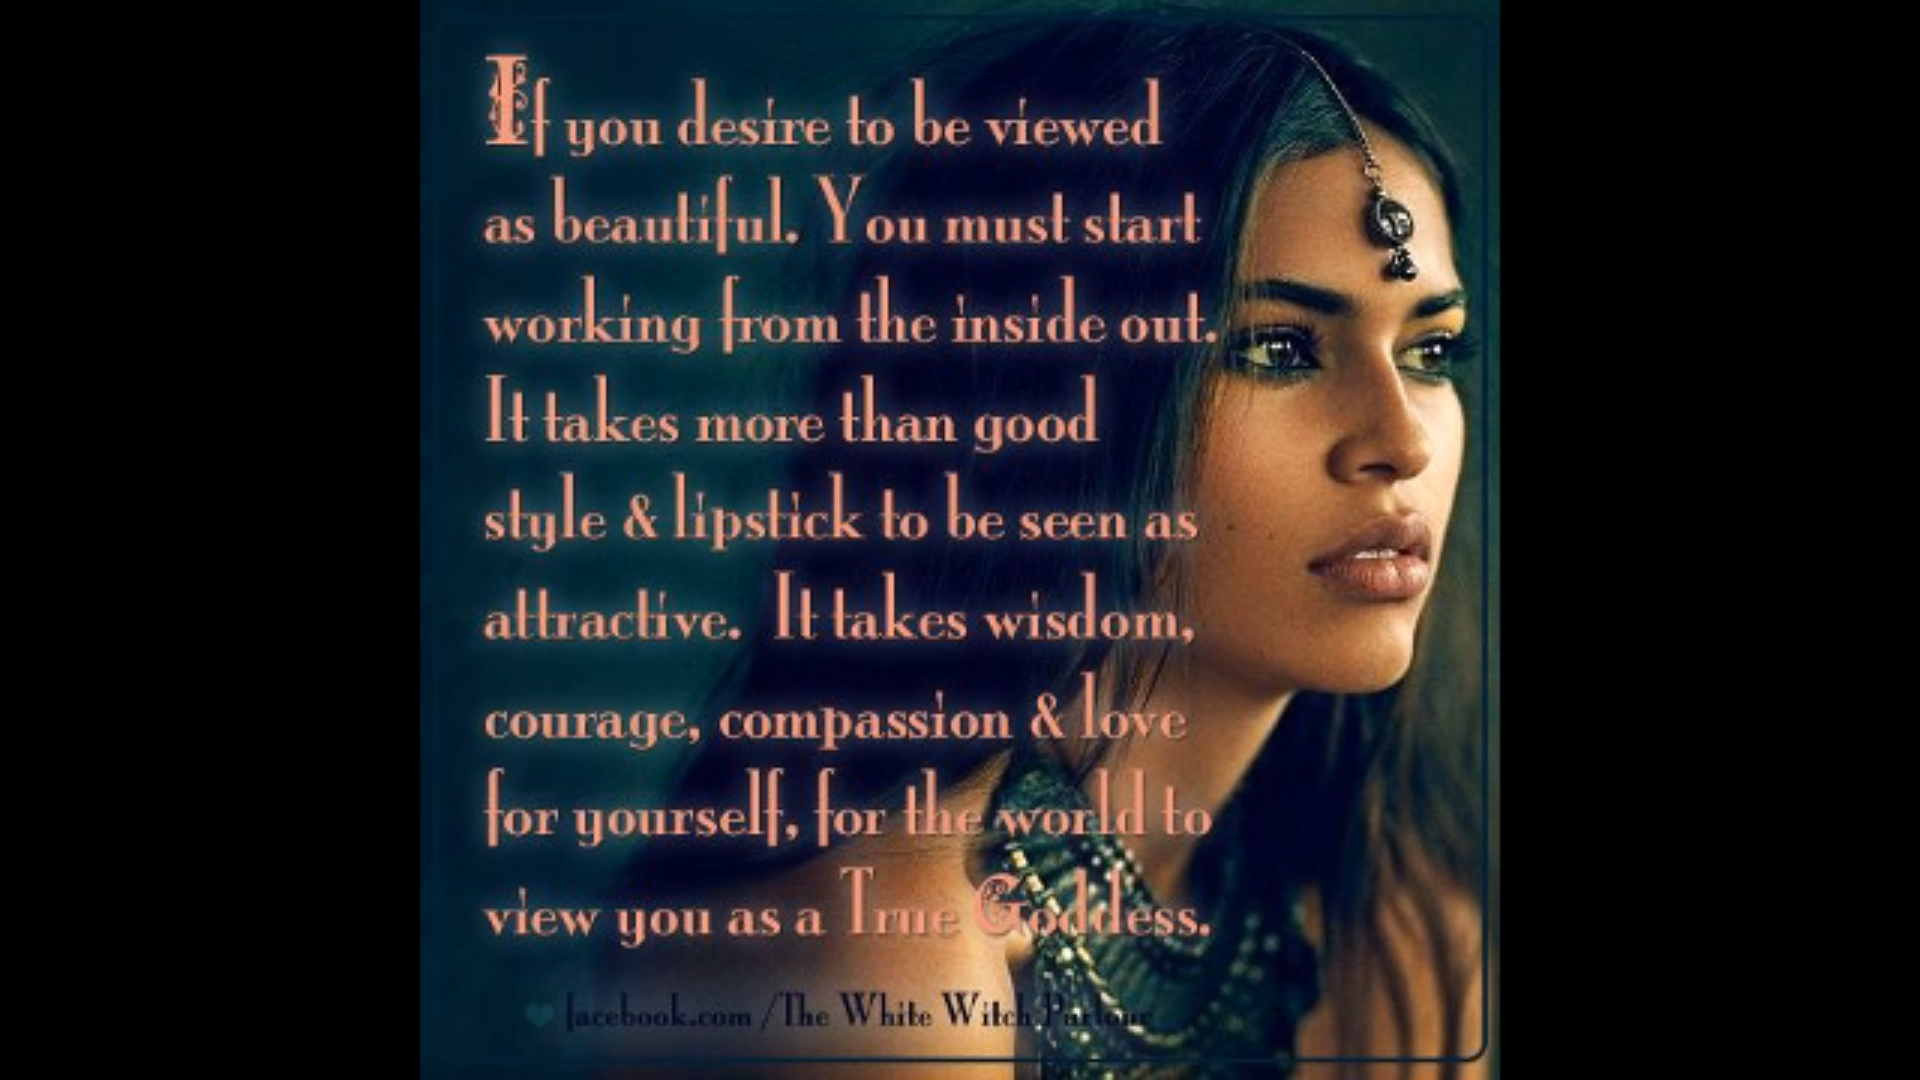 If you desire to be viewed
as beautiful. You must start
working from the inside out.
It takes more than good
style & lipstick to be seen as
attractive. It takes wisdom,
courage, compassion & love
for yourself, for the world to
view you as a True Goddess.
facebook.com /The White Witch Parlour